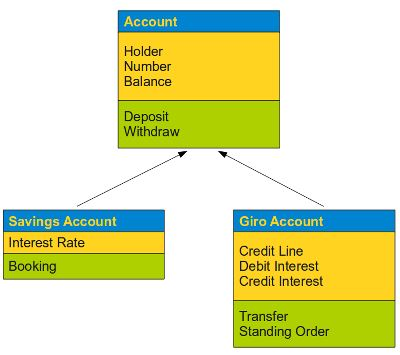 Account
Holder
Number
Balance
Deposit
Withdraw
Savings Account
Interest Rate
Booking
Giro Account
Credit Line
Debit Interest
Credit Interest
Transfer
Standing Order